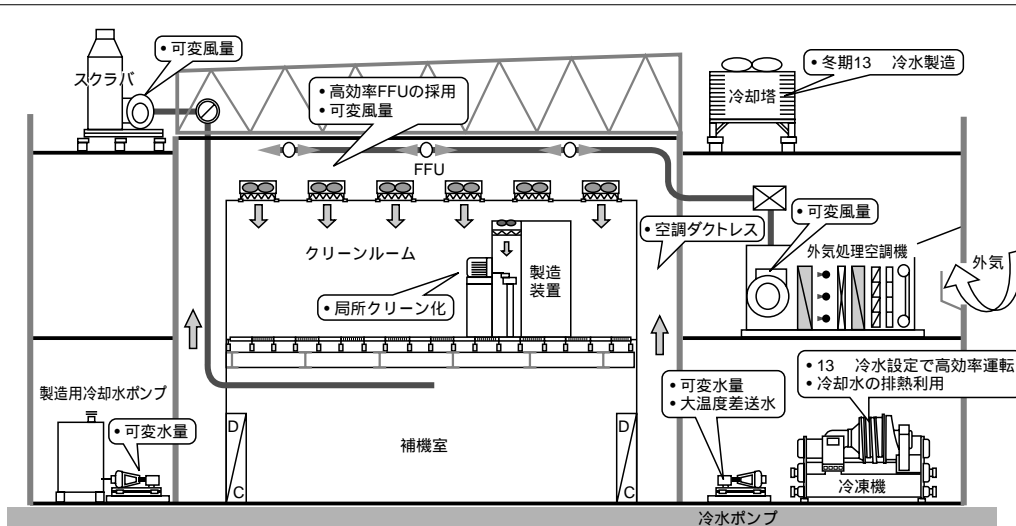 スクラバ
• 可変風量
• 高効率FFUの採用
• 可変風量
冷却塔
• 冬期13　冷水製造
FFU
• 空調ダクトレス
• 可変風量
外気処理空調機
外気
クリーンルーム
製造
装置
• 局所クリーン化
製造用冷却水ポンプ
• 可変水量
D
C
補機室
D
C
• 可変水量
• 大温度差送水
冷水ポンプ
• 13　冷水設定で高効率運転
• 冷却水の排熱利用
冷凍機